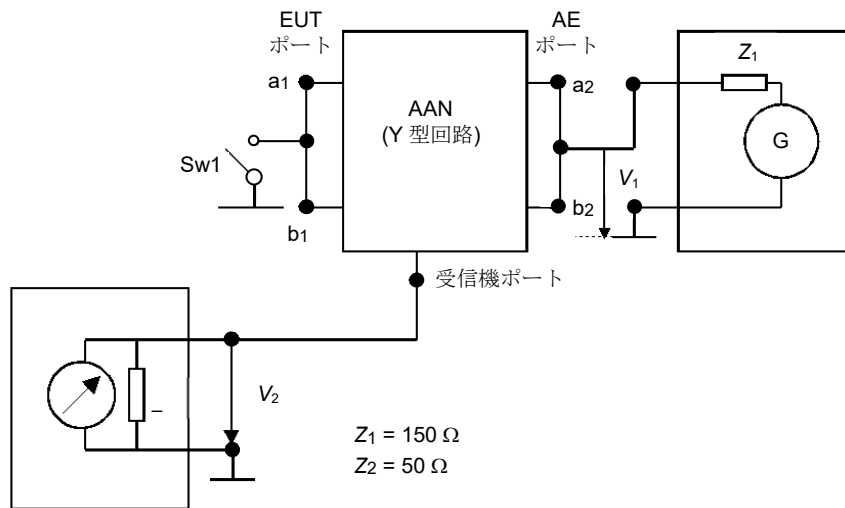 EUT
ポート
AE
ポート
a1
a2
Z1
AAN
(Y 型回路)
G
Sw1
V1
b1
b2
受信機ポート
V2
Z1 = 150 Ω
Z2 = 50 Ω